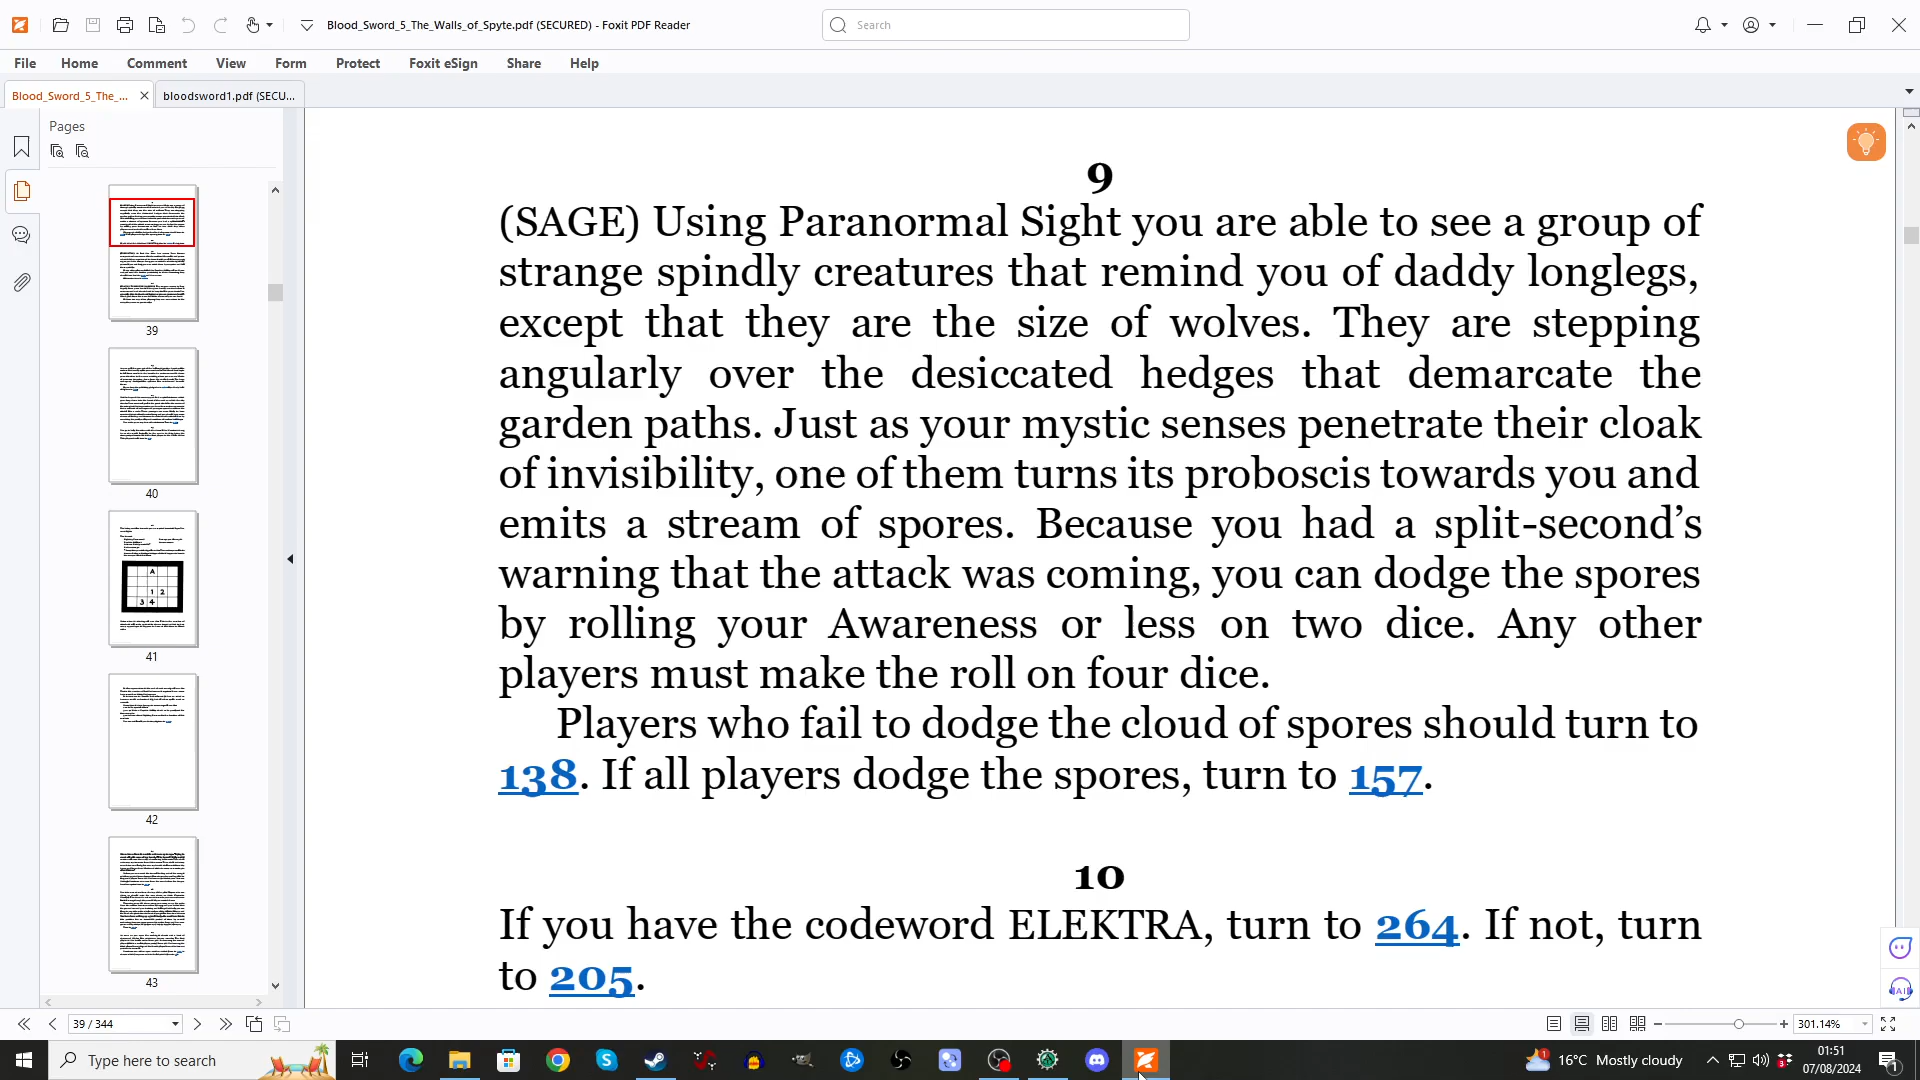 Blood_Sword_5_The_Walls_of_Spyte.pdf (SECURED) - Foxit PDF Reader
Search
File Home Comment View Form Protect Foxit eSign Share Help
Blood_Sword_5_The_... bloodsword1.pdf (SECU...
Pages
39
40
41
42
43
9
(SAGE) Using Paranormal Sight you are able to see a group of
strange spindly creatures that remind you of daddy longlegs,
except that they are the size of wolves. They are stepping
angularly over the desiccated hedges that demarcate the
garden paths. Just as your mystic senses penetrate their cloak
of invisibility, one of them turns its proboscis towards you and
emits a stream of spores. Because you had a split-second’s
warning that the attack was coming, you can dodge the spores
by rolling your Awareness or less on two dice. Any other
players must make the roll on four dice.
Players who fail to dodge the cloud of spores should turn to
138. If all players dodge the spores, turn to 157.
10
If you have the codeword ELEKTRA, turn to 264. If not, turn
to 205.
39 / 344
301.14%
Type here to search
16°C Mostly cloudy
01:51
07/08/2024